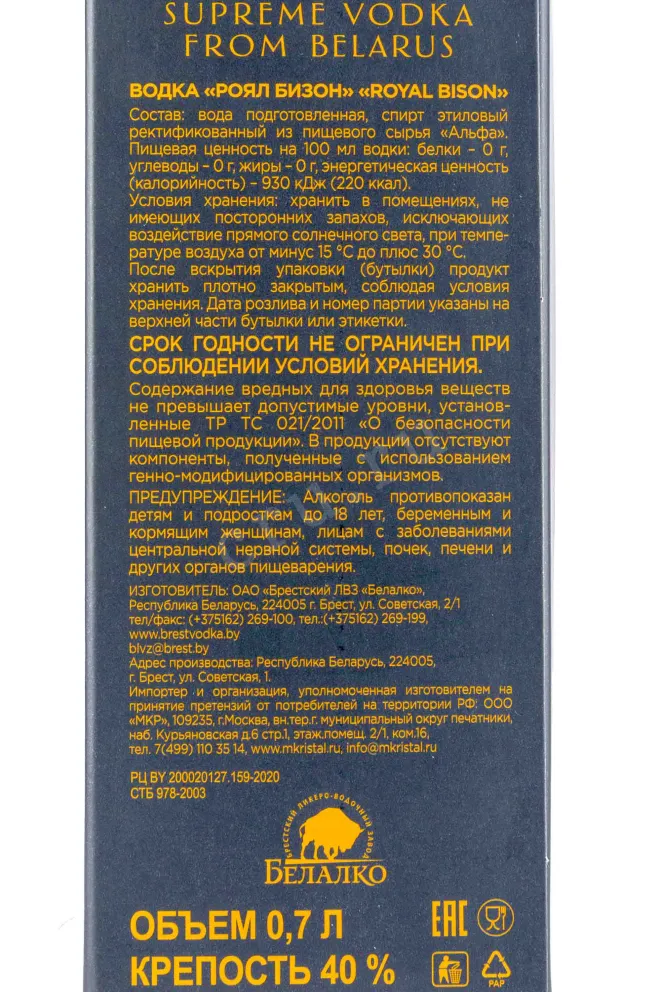 SUPREME VODKA
FROM BELARUS
ВОДКА «РОЯЛ БИЗОН» «ROYAL BISON»
Состав: вода подготовленная, спирт этиловый
ректификованный из пищевого сырья «Альфа».
Пищевая ценность на 100 мл водки: белки – 0 г,
углеводы – 0 г, жиры – 0 г, энергетическая ценность
(калорийность) – 930 кДж (220 ккал).
Условия хранения: хранить в помещениях, не
имеющих посторонних запахов, исключающих
воздействие прямого солнечного света, при темпе-
ратуре воздуха от минус 15 °С до плюс 30 °С.
После вскрытия упаковки (бутылки) продукт
хранить плотно закрытым, соблюдая условия
хранения. Дата розлива и номер партии указаны на
верхней части бутылки или этикетки.
СРОК ГОДНОСТИ НЕ ОГРАНИЧЕН ПРИ
СОБЛЮДЕНИИ УСЛОВИЙ ХРАНЕНИЯ.
Содержание вредных для здоровья веществ
не превышает допустимые уровни, установ-
ленные ТР ТС 021/2011 «О безопасности
пищевой продукции». В продукции отсутствуют
компоненты, полученные с использованием
генно-модифицированных организмов.
ПРЕДУПРЕЖДЕНИЕ: Алкоголь противопоказан
детям и подросткам до 18 лет, беременным и
кормящим женщинам, лицам с заболеваниями
центральной нервной системы, почек, печени и
других органов пищеварения.
ИЗГОТОВИТЕЛЬ: ОАО «Брестский ЛВЗ «Белалко»,
Республика Беларусь, 224005 г. Брест, ул. Советская, 2/1
тел/факс: (+375162) 269-100, тел.:(+375162) 269-199,
www.brestvodka.by
blvz@brest.by
Адрес производства: Республика Беларусь, 224005,
г. Брест, ул. Советская, 1.
Импортер и организация, уполномоченная изготовителем на
принятие претензий от потребителей на территории РФ: ООО
«МКР», 109235, г.Москва, вн.тер.г. муниципальный округ печатники,
наб. Курьяновская д.6 стр.1, этаж.помещ. 2/1, ком.16,
тел. 7(499) 110 35 14, www.mkristal.ru, info@mkristal.ru
РЦ BY 200020127.159-2020
СТБ 978-2003
БРЕСТСКИЙ ЛИКЕРО-ВОДОЧНЫЙ ЗАВОД
БЕЛАЛКО
ОБЪЕМ 0,7 Л
КРЕПОСТЬ 40 %
ЕАС
PAP